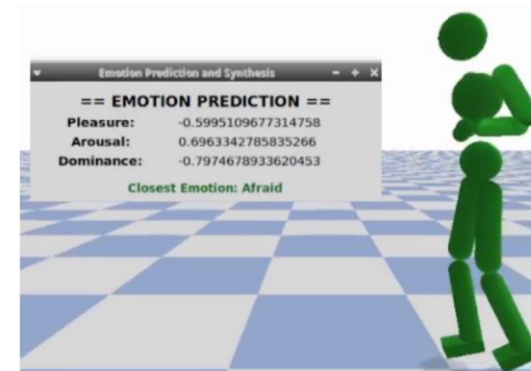 Emotion Prediction and Synthesis
== EMOTION PREDICTION ==
Pleasure: -0.5995109677314758
Arousal: 0.6963342785835266
Dominance: -0.7974678933620453
Closest Emotion: Afraid